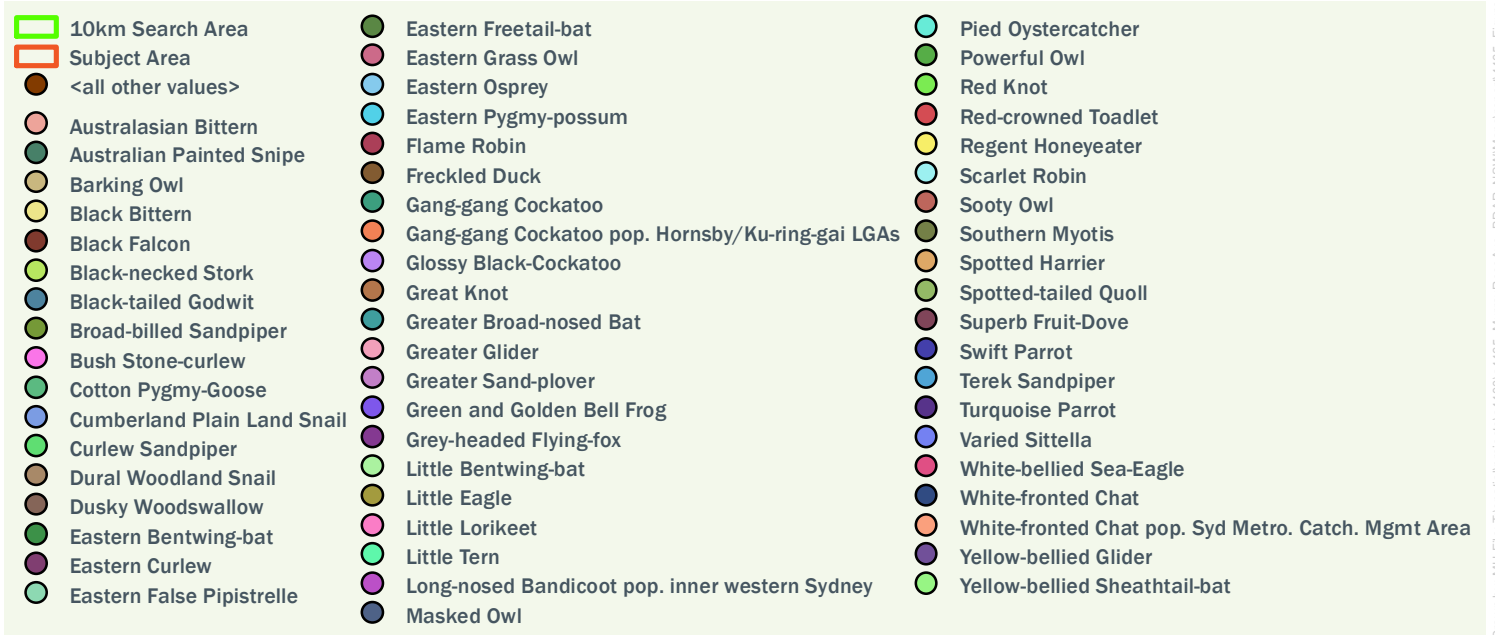 10km Search Area
Subject Area
<all other values>
Australasian Bittern
Australian Painted Snipe
Barking Owl
Black Bittern
Black Falcon
Black-necked Stork
Black-tailed Godwit
Broad-billed Sandpiper
Bush Stone-curlew
Cotton Pygmy-Goose
Cumberland Plain Land Snail
Curlew Sandpiper
Dural Woodland Snail
Dusky Woodswallow
Eastern Bentwing-bat
Eastern Curlew
Eastern False Pipistrelle
Eastern Freetail-bat
Eastern Grass Owl
Eastern Osprey
Eastern Pygmy-possum
Flame Robin
Freckled Duck
Gang-gang Cockatoo
Gang-gang Cockatoo pop. Hornsby/Ku-ring-gai LGAs
Glossy Black-Cockatoo
Great Knot
Greater Broad-nosed Bat
Greater Glider
Greater Sand-plover
Green and Golden Bell Frog
Grey-headed Flying-fox
Little Bentwing-bat
Little Eagle
Little Lorikeet
Little Tern
Long-nosed Bandicoot pop. inner western Sydney
Masked Owl
Pied Oystercatcher
Powerful Owl
Red Knot
Red-crowned Toadlet
Regent Honeyeater
Scarlet Robin
Sooty Owl
Southern Myotis
Spotted Harrier
Spotted-tailed Quoll
Superb Fruit-Dove
Swift Parrot
Terek Sandpiper
Turquoise Parrot
Varied Sittella
White-bellied Sea-Eagle
White-fronted Chat
White-fronted Chat pop. Syd Metro. Catch. Mgmt Area
Yellow-bellied Glider
Yellow-bellied Sheathtail-bat